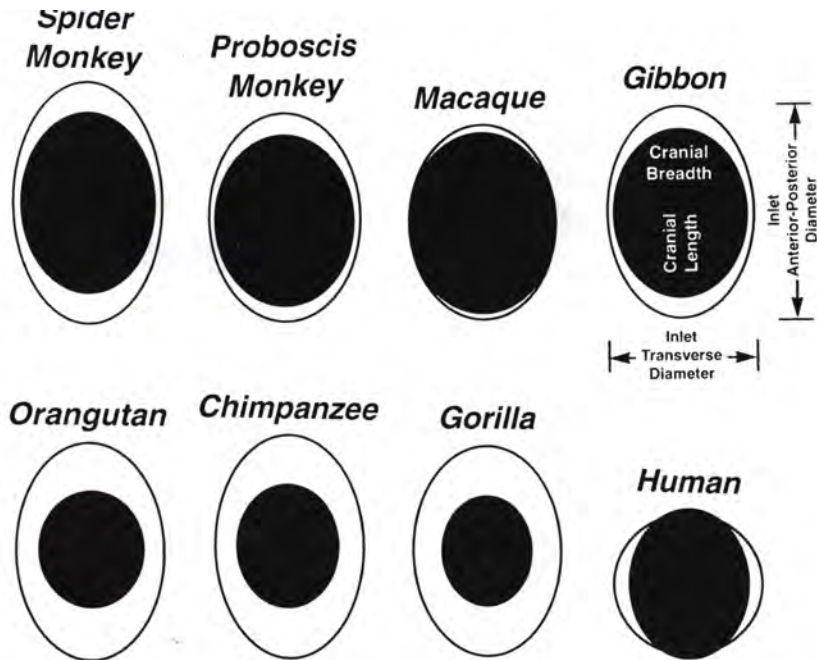 Spider
Monkey
Proboscis
Monkey
Macaque
Gibbon
Cranial
Breadth
Cranial
Length
Inlet
Anterior-Posterior
Diameter
Inlet
Transverse
Diameter
Orangutan
Chimpanzee
Gorilla
Human